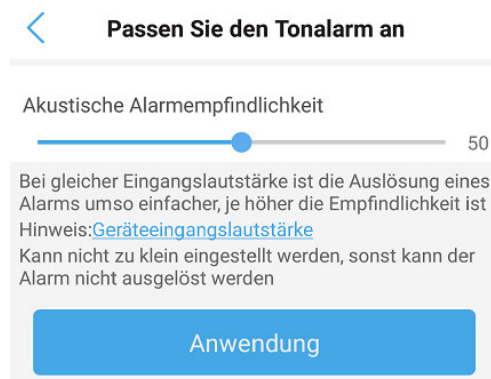 Passen Sie den Tonalarm an
Akustische Alarmempfindlichkeit
50
Bei gleicher Eingangslautstärke ist die Auslösung eines
Alarms umso einfacher, je höher die Empfindlichkeit ist
Hinweis:Geräteeingangslautstärke
Kann nicht zu klein eingestellt werden, sonst kann der
Alarm nicht ausgelöst werden
Anwendung